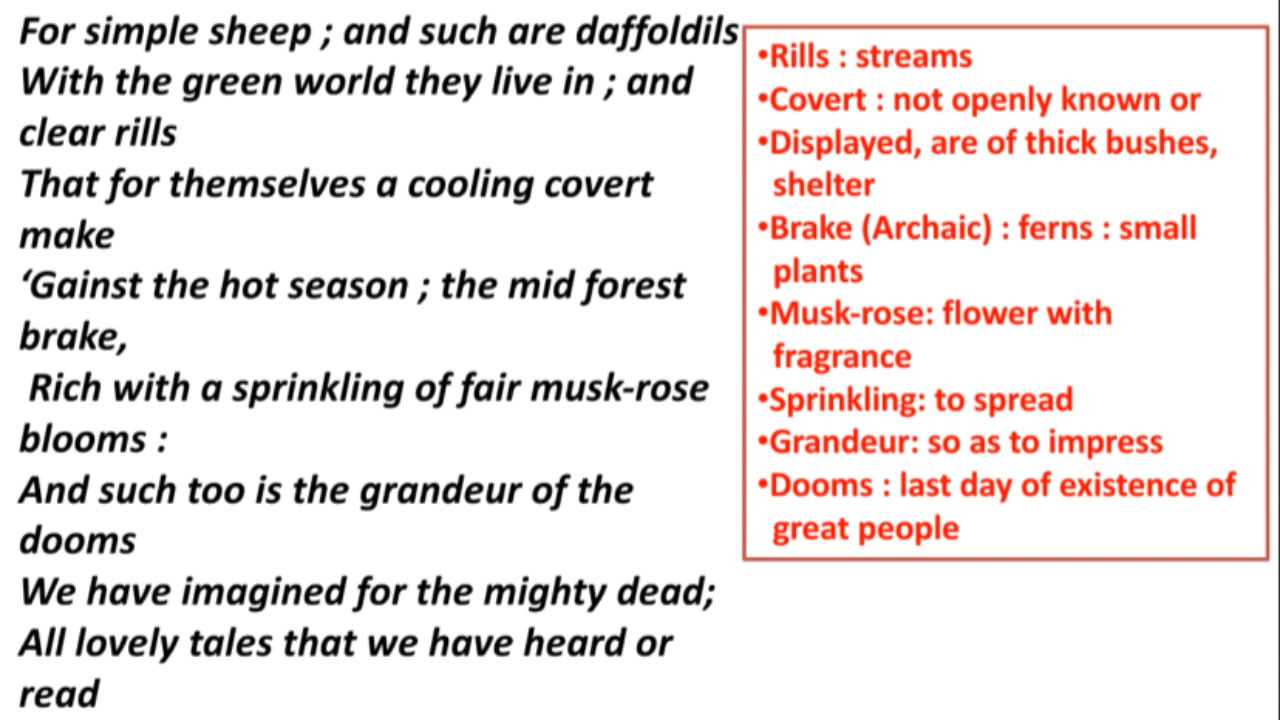 For simple sheep ; and such are daffoldils
With the green world they live in ; and
clear rills
That for themselves a cooling covert
make
‘Gainst the hot season ; the mid forest
brake,
Rich with a sprinkling of fair musk-rose
blooms :
And such too is the grandeur of the
dooms
We have imagined for the mighty dead;
All lovely tales that we have heard or
read
•Rills : streams
•Covert : not openly known or
•Displayed, are of thick bushes,
shelter
•Brake (Archaic) : ferns : small
plants
•Musk-rose: flower with
fragrance
•Sprinkling: to spread
•Grandeur: so as to impress
•Dooms : last day of existence of
great people